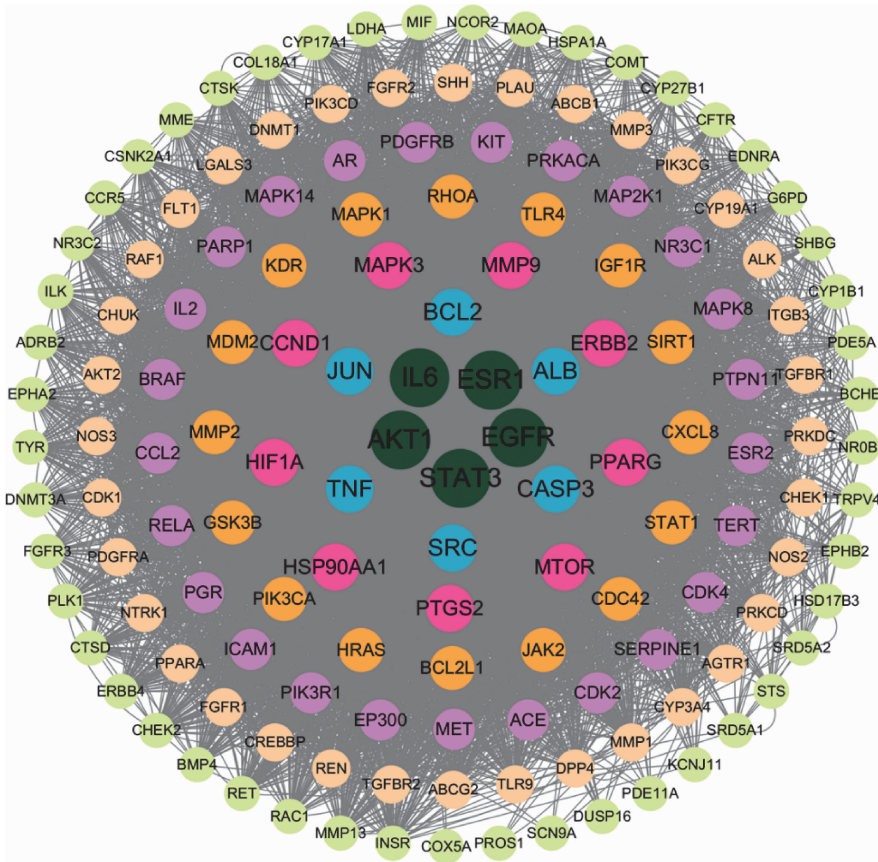 NCOR2
MIF
MAOA
LDHA
HSPA1A
CYP17A1
COMT
COL18A1
CYP27B1
CTSK
CFTR
MME
EDNRA
CSNK2A1
G6PD
CCR5
SHBG
NR3C2
CYP1B1
ILK
PDE5A
ADRB2
BCHE
EPHA2
NR0B
TYR
TRPV4
DNMT3A
EPHB2
FGFR3
HSD17B3
PLK1
SRD5A2
CTSD
STS
ERBB4
SRD5A1
CHEK2
KCNJ11
BMP4
PDE11A
RET
DUSP16
RAC1
SCN9A
MMP13
PROS1
INSR
COX5A
SHH
FGFR2
PLAU
PIK3CD
ABCB1
DNMT1
MMP3
LGALS3
PIK3CG
FLT1
CYP19A1
RAF1
ALK
CHUK
ITGB3
AKT2
TGFBR1
NOS3
PRKDC
CDK1
CHEK1
PDGFRA
NOS2
NTRK1
PRKCD
PPARA
AGTR1
FGFR1
CYP3A4
CREBBP
MMP1
REN
DPP4
TGFBR2
TLR9
ABCG2
PDGFRB
KIT
AR
PRKACA
MAPK14
MAP2K1
PARP1
NR3C1
IL2
MAPK8
BRAF
PTPN11
CCL2
ESR2
RELA
TERT
PGR
CDK4
ICAM1
SERPINE1
PIK3R1
CDK2
EP300
ACE
MET
RHOA
MAPK1
TLR4
KDR
IGF1R
MDM2
SIRT1
MMP2
CXCL8
GSK3B
STAT1
PIK3CA
CDC42
HRAS
JAK2
BCL2L1
MAPK3
MMP9
CCND1
ERBB2
HIF1A
PPARG
HSP90AA1
MTOR
PTGS2
BCL2
JUN
ALB
TNF
CASP3
SRC
IL6
ESR1
AKT1
EGFR
STAT3